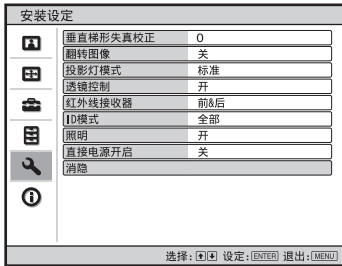 安装设定
垂直梯形失真校正 0
翻转图像 关
投影灯模式 标准
透镜控制 开
红外线接收器 前&后
ID模式 全部
照明 开
直接电源开启 关
消隐
选择: 设定:ENTER 退出:MENU